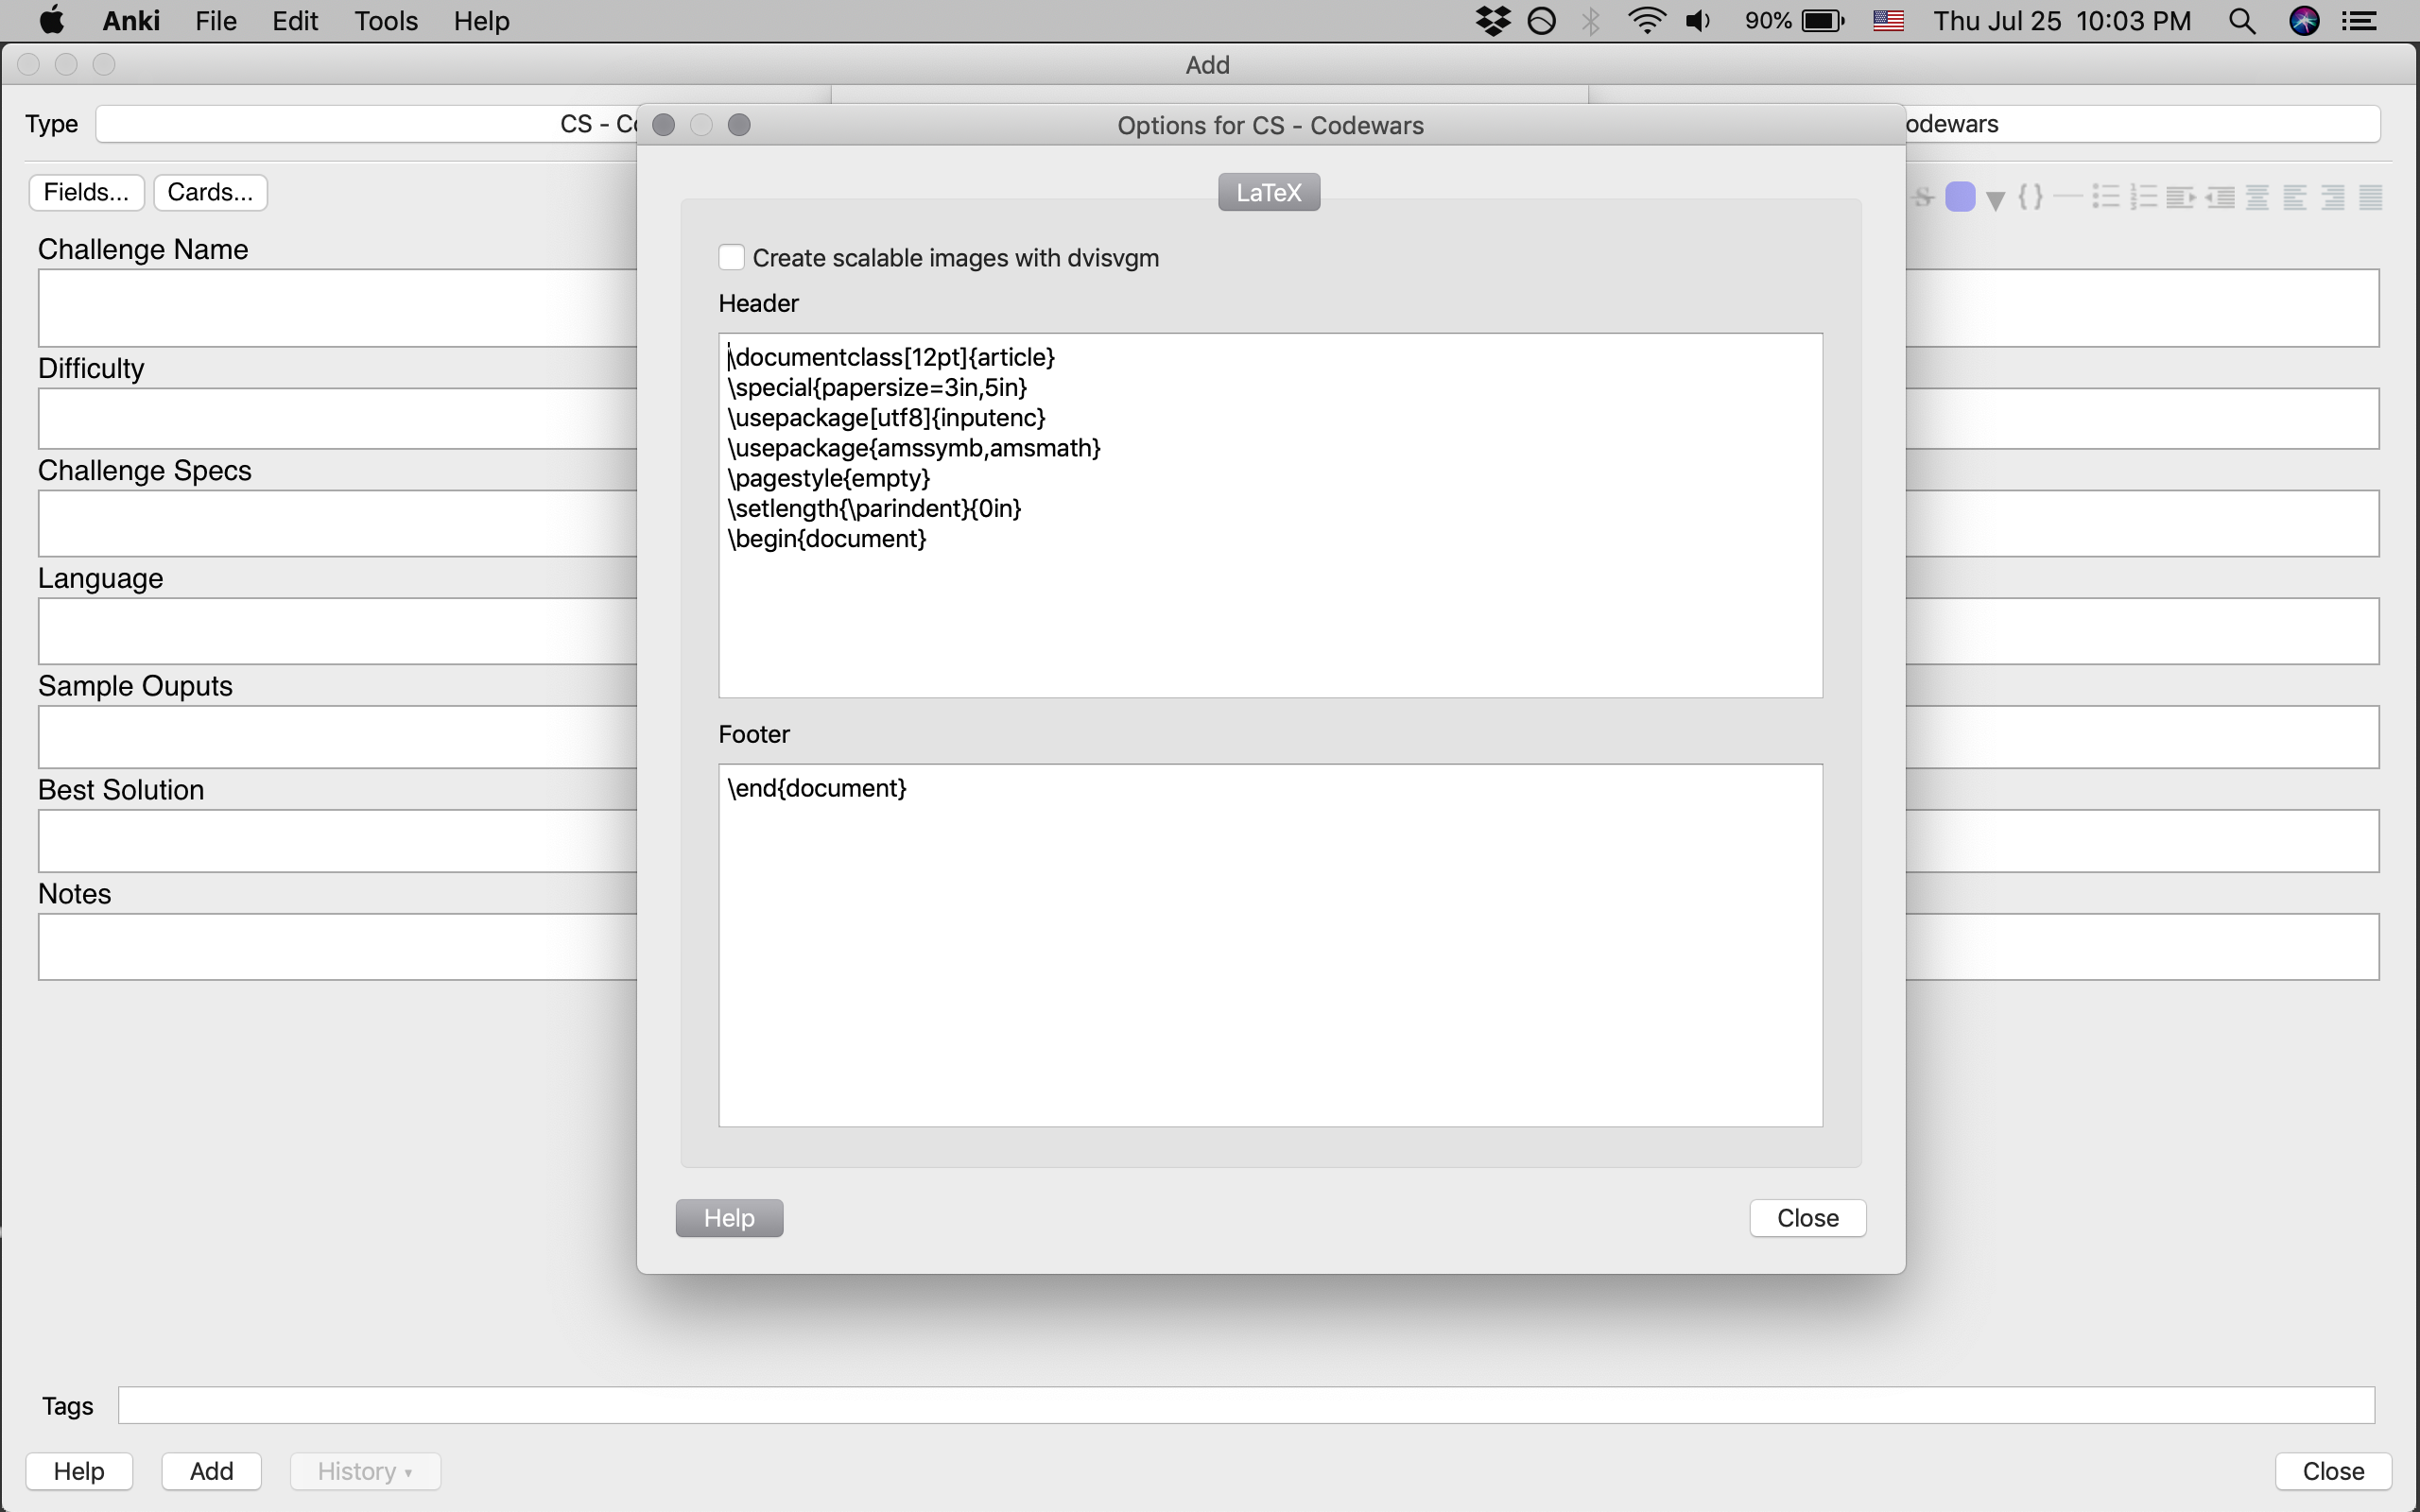 Anki File Edit Tools Help 90% Thu Jul 25 10:03 PM
Add
Type CS - Co odewars
Options for CS - Codewars
Fields... Cards...
LaTeX
Create scalable images with dvisvgm
Header
\documentclass[12pt]{article}
\special{papersize=3in,5in}
\usepackage[utf8]{inputenc}
\usepackage{amssymb,amsmath}
\pagestyle{empty}
\setlength{\parindent}{0in}
\begin{document}
Footer
\end{document}
Help Close
Challenge Name
Difficulty
Challenge Specs
Language
Sample Ouputs
Best Solution
Notes
Tags
Help Add History ▾ Close